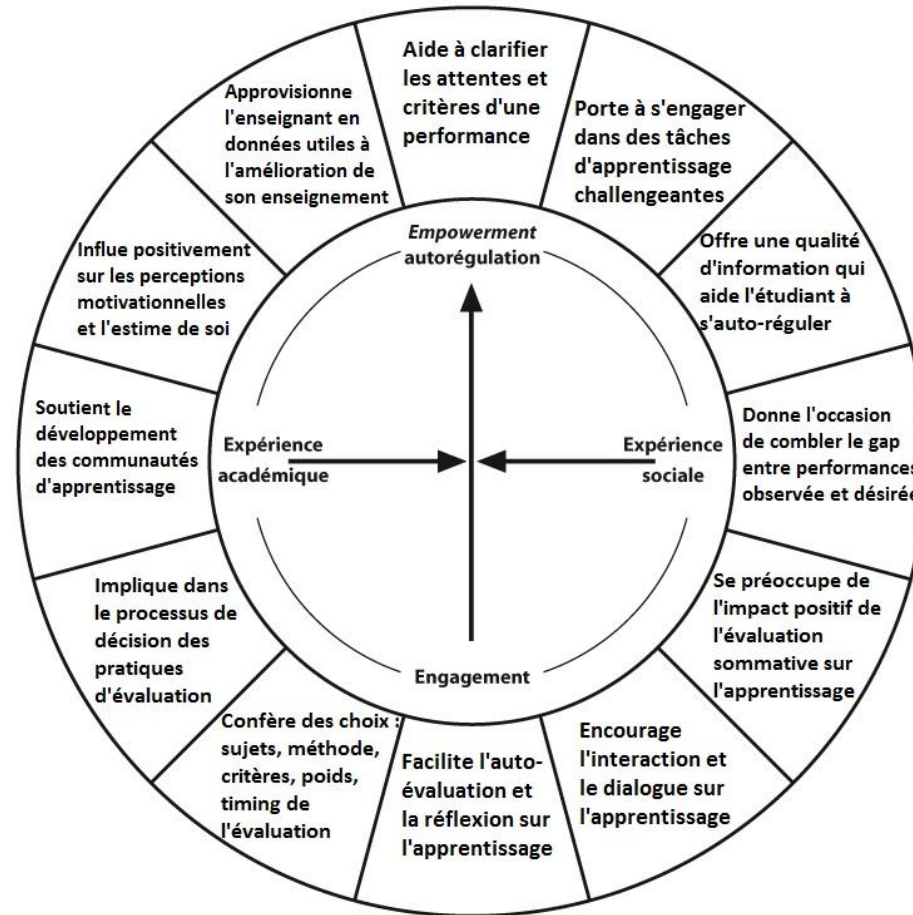 Aide à clarifier
les attentes et
critères d'une
performance
Porte à s'engager
dans des tâches
d'apprentissage
challengeantes
Offre une qualité
d'information qui
aide l'étudiant à
s'auto-réguler
Donne l'occasion
de combler le gap
entre performances
observée et désirée
Se préoccupe de
l'impact positif de
l'évaluation
sommative sur
l'apprentissage
Encourage
l'interaction et
le dialogue sur
l'apprentissage
Facilite l'auto-
évaluation et
la réflexion sur
l'apprentissage
Confère des choix :
sujets, méthode,
critères, poids,
timing de
l'évaluation
Implique dans
le processus de
décision des
pratiques
d'évaluation
Soutient le
développement
des communautés
d'apprentissage
Influe positivement
sur les perceptions
motivationnelles
et l'estime de soi
Approvisionne
l'enseignant en
données utiles à
l'amélioration de
son enseignement
Empowerment
autorégulation
Expérience
académique
Expérience
sociale
Engagement